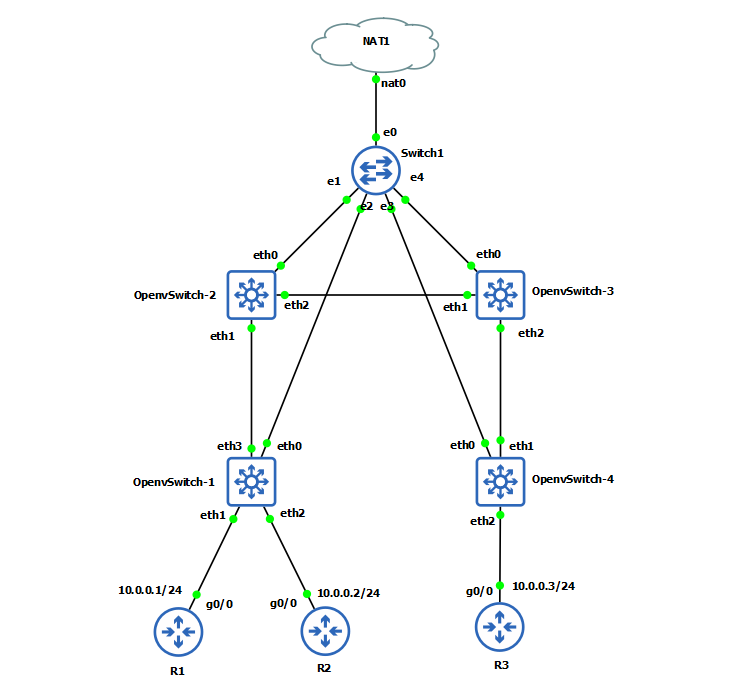 NAT1
nat0
e0
Switch1
e1
e4
e2
e3
eth0
eth0
OpenvSwitch-2
OpenvSwitch-3
eth2
eth1
eth1
eth2
eth3
eth0
eth0
eth1
OpenvSwitch-1
OpenvSwitch-4
eth1
eth2
eth2
10.0.0.1/24
10.0.0.2/24
10.0.0.3/24
g0/0
g0/0
g0/0
R1
R2
R3